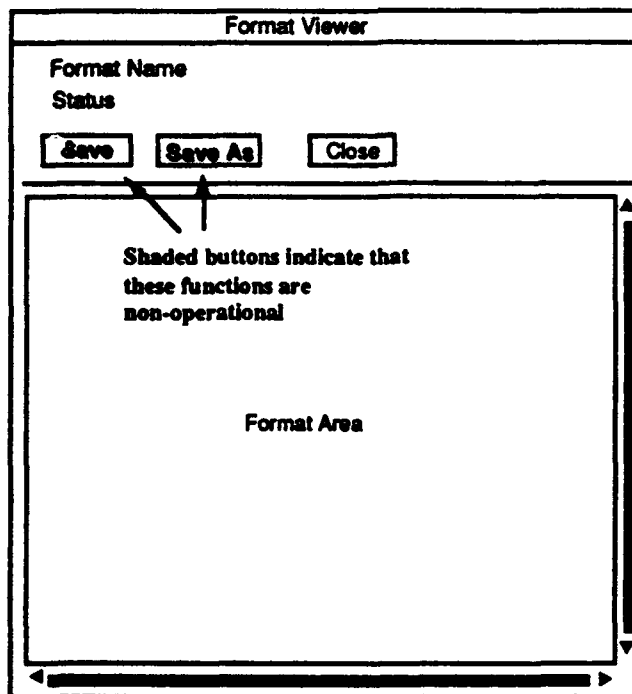 Format Viewer
Format Name
Status
Save Save As Close
Shaded buttons indicate that
these functions are
non-operational
Format Area